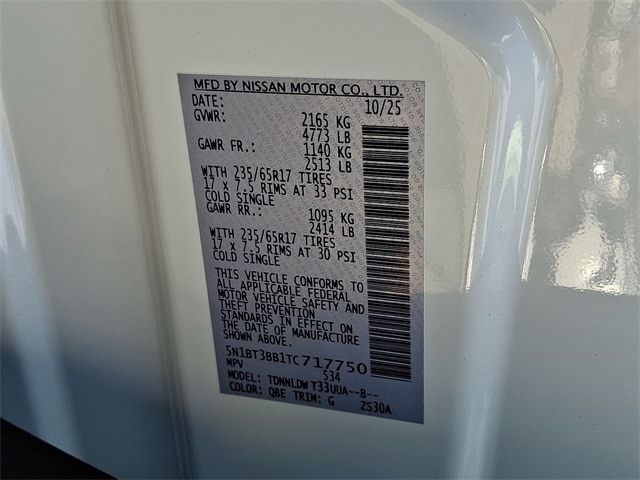 MFD BY NISSAN MOTOR CO., LTD.
DATE: 10/25
GVWR: 2165 KG
4773 LB
GAWR FR.: 1140 KG
2513 LB
WITH 235/65R17 TIRES
17 x 7.5 RIMS AT 33 PSI
COLD SINGLE
GAWR RR.: 1095 KG
2414 LB
WITH 235/65R17 TIRES
17 x 7.5 RIMS AT 30 PSI
COLD SINGLE
THIS VEHICLE CONFORMS TO
ALL APPLICABLE FEDERAL
MOTOR VEHICLE SAFETY AND
THEFT PREVENTION
STANDARDS IN EFFECT ON
THE DATE OF MANUFACTURE
SHOWN ABOVE.
5N1BT3BB1TC717750
MPV 534
MODEL: TDNNLDW T33UUA--B--
COLOR: QBE TRIM: G ZS30A